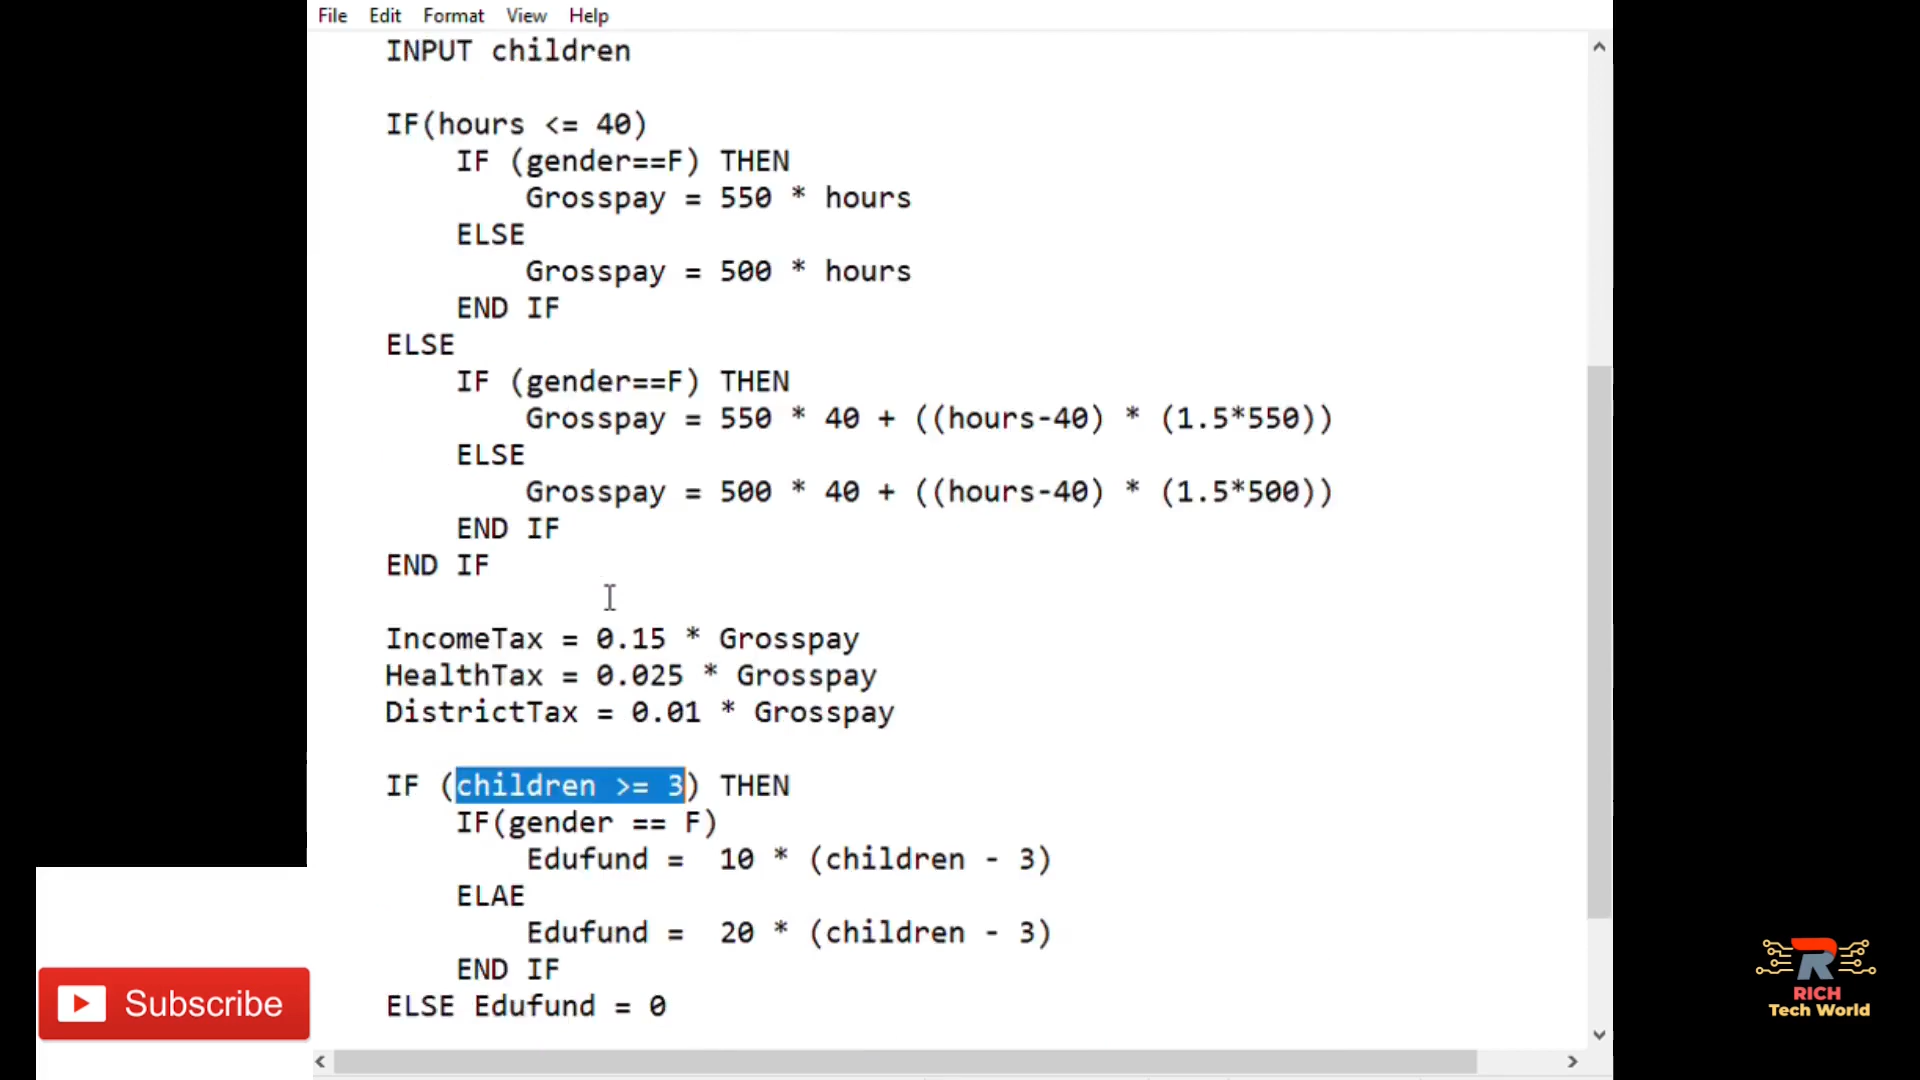 File Edit Format View Help
INPUT children
IF(hours <= 40)
IF (gender==F) THEN
Grosspay = 550 * hours
ELSE
Grosspay = 500 * hours
END IF
ELSE
IF (gender==F) THEN
Grosspay = 550 * 40 + ((hours-40) * (1.5*550))
ELSE
Grosspay = 500 * 40 + ((hours-40) * (1.5*500))
END IF
END IF
IncomeTax = 0.15 * Grosspay
HealthTax = 0.025 * Grosspay
DistrictTax = 0.01 * Grosspay
IF (children >= 3) THEN
IF(gender == F)
Edufund =  10 * (children - 3)
ELAE
Edufund =  20 * (children - 3)
END IF
ELSE Edufund = 0
Subscribe
R
RICH
Tech World